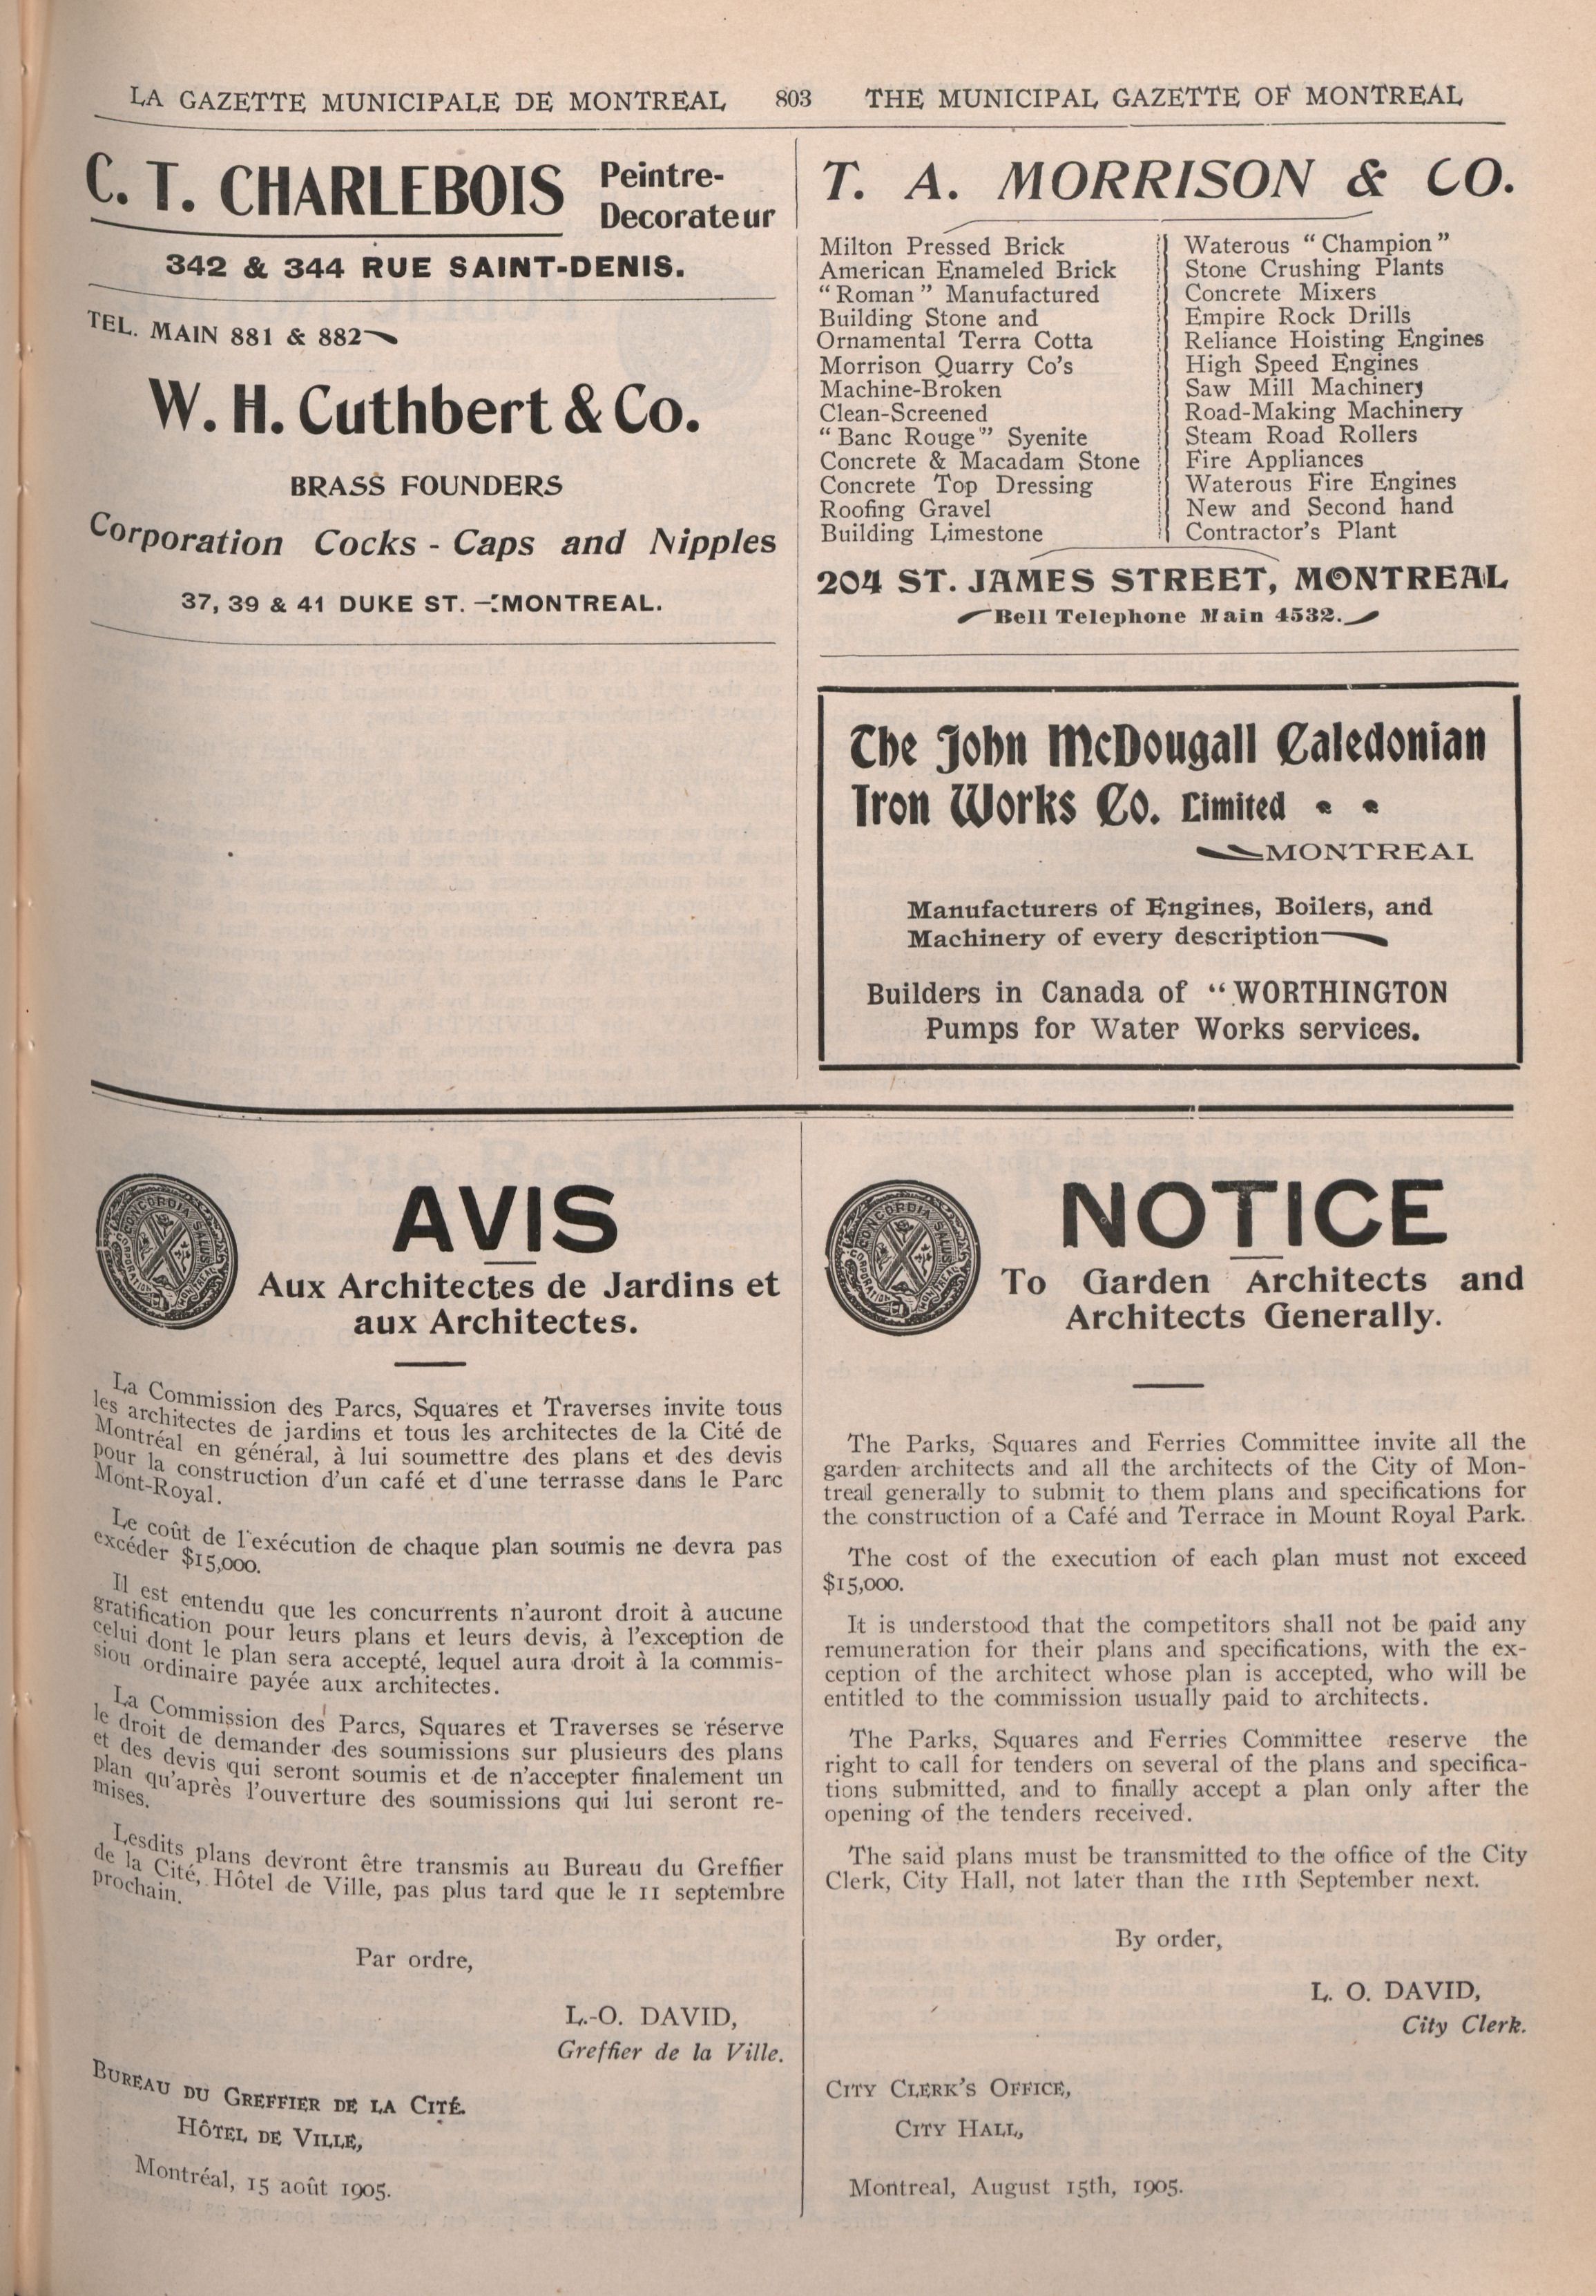 LA GAZETTE MUNICIPALE DE MONTREAL 803 THE MUNICIPAL GAZETTE OF MONTREAL
C. T. CHARLEBOIS Peintre-
Decorateur
342 & 344 RUE SAINT-DENIS.
TEL. MAIN 881 & 882
W. H. Cuthbert & Co.
BRASS FOUNDERS
Corporation Cocks - Caps and Nipples
37, 39 & 41 DUKE ST. - MONTREAL.
T. A. MORRISON & CO.
Milton Pressed Brick
American Enameled Brick
"Roman" Manufactured
Building Stone and
Ornamental Terra Cotta
Morrison Quarry Co's
Machine-Broken
Clean-Screened
"Banc Rouge" Syenite
Concrete & Macadam Stone
Concrete Top Dressing
Roofing Gravel
Building Limestone
Waterous "Champion"
Stone Crushing Plants
Concrete Mixers
Empire Rock Drills
Reliance Hoisting Engines
High Speed Engines
Saw Mill Machinery
Road-Making Machinery
Steam Road Rollers
Fire Appliances
Waterous Fire Engines
New and Second hand
Contractor's Plant
204 ST. JAMES STREET, MONTREAL
Bell Telephone Main 4532.
The John McDougall Caledonian
Iron Works Co. Limited
MONTREAL
Manufacturers of Engines, Boilers, and
Machinery of every description
Builders in Canada of "WORTHINGTON
Pumps for Water Works services.
AVIS
Aux Architectes de Jardins et
aux Architectes.
La Commission des Parcs, Squares et Traverses invite tous
les architectes de jardins et tous les architectes de la Cité de
Montréal en général, à lui soumettre des plans et des devis
pour la construction d'un café et d'une terrasse dans le Parc
Mont-Royal.
Le coût de l'exécution de chaque plan soumis ne devra pas
excéder $15,000.
Il est entendu que les concurrents n'auront droit à aucune
gratification pour leurs plans et leurs devis, à l'exception de
celui dont le plan sera accepté, lequel aura droit à la commis-
siou ordinaire payée aux architectes.
La Commission des Parcs, Squares et Traverses se réserve
le droit de demander des soumissions sur plusieurs des plans
et des devis qui seront soumis et de n'accepter finalement un
plan qu'après l'ouverture des soumissions qui lui seront re-
mises.
Lesdits plans devront être transmis au Bureau du Greffier
de la Cité, Hôtel de Ville, pas plus tard que le 11 septembre
prochain.
Par ordre,
L.-O. DAVID,
Greffier de la Ville.
BUREAU DU GREFFIER DE LA CITÉ.
HÔTEL DE VILLE,
Montréal, 15 août 1905.
CONCORDIA SALUS
NOTICE
To Garden Architects and
Architects Generally.
The Parks, Squares and Ferries Committee invite all the
garden architects and all the architects of the City of Mon-
treal generally to submit to them plans and specifications for
the construction of a Café and Terrace in Mount Royal Park.
The cost of the execution of each plan must not exceed
$15,000.
It is understood that the competitors shall not be paid any
remuneration for their plans and specifications, with the ex-
ception of the architect whose plan is accepted, who will be
entitled to the commission usually paid to architects.
The Parks, Squares and Ferries Committee reserve the
right to call for tenders on several of the plans and specifica-
tions submitted, and to finally accept a plan only after the
opening of the tenders received.
The said plans must be transmitted to the office of the City
Clerk, City Hall, not later than the 11th September next.
By order,
L. O. DAVID,
City Clerk.
CITY CLERK'S OFFICE,
CITY HALL,
Montreal, August 15th, 1905.
CONCORDIA SALUS